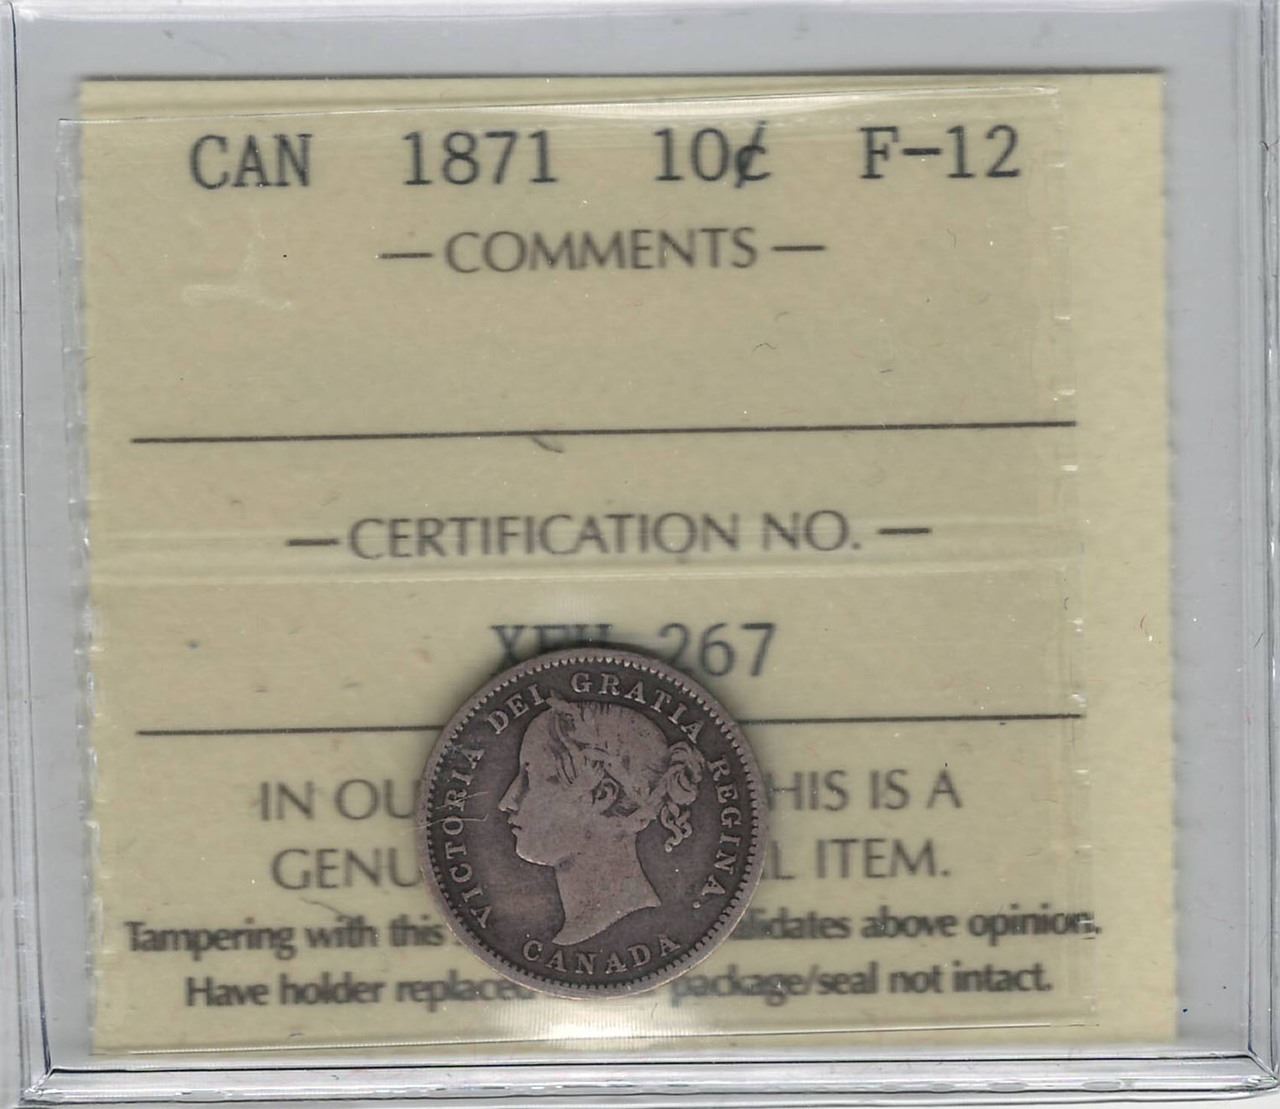 CAN 1871 10¢ F-12
— COMMENTS —
— CERTIFICATION NO. —
267
IN OU HIS IS A
GENU L ITEM.
Tampering with this lidates above opinion.
Have holder replaced package/seal not intact.
VICTORIA DEI GRATIA REGINA.
CANADA